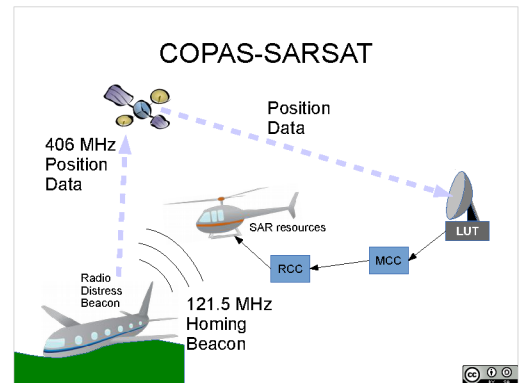 COPAS-SARSAT
406 MHz
Position
Data
Position
Data
SAR resources
LUT
MCC
RCC
Radio
Distress
Beacon
121.5 MHz
Homing
Beacon
cc